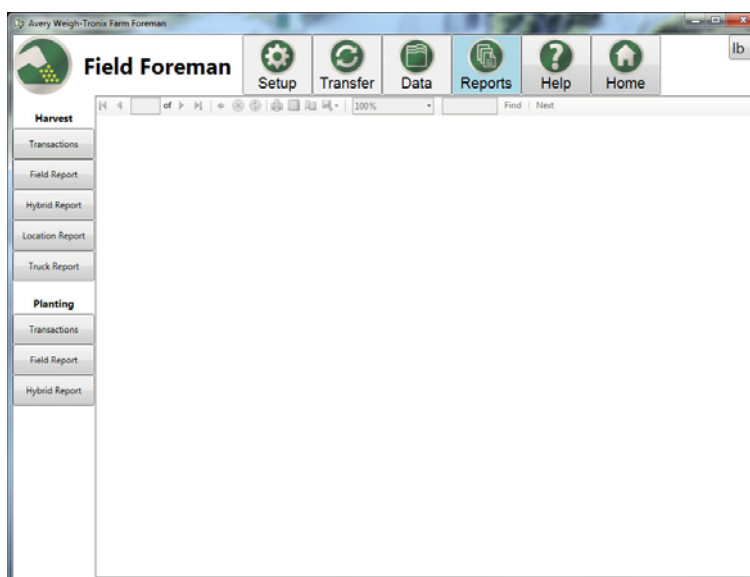 Avery Weigh-Tronix Farm Foreman
Field Foreman
Setup
Transfer
Data
Reports
Help
Home
lb
of
100%
Find | Next
Harvest
Transactions
Field Report
Hybrid Report
Location Report
Truck Report
Planting
Transactions
Field Report
Hybrid Report